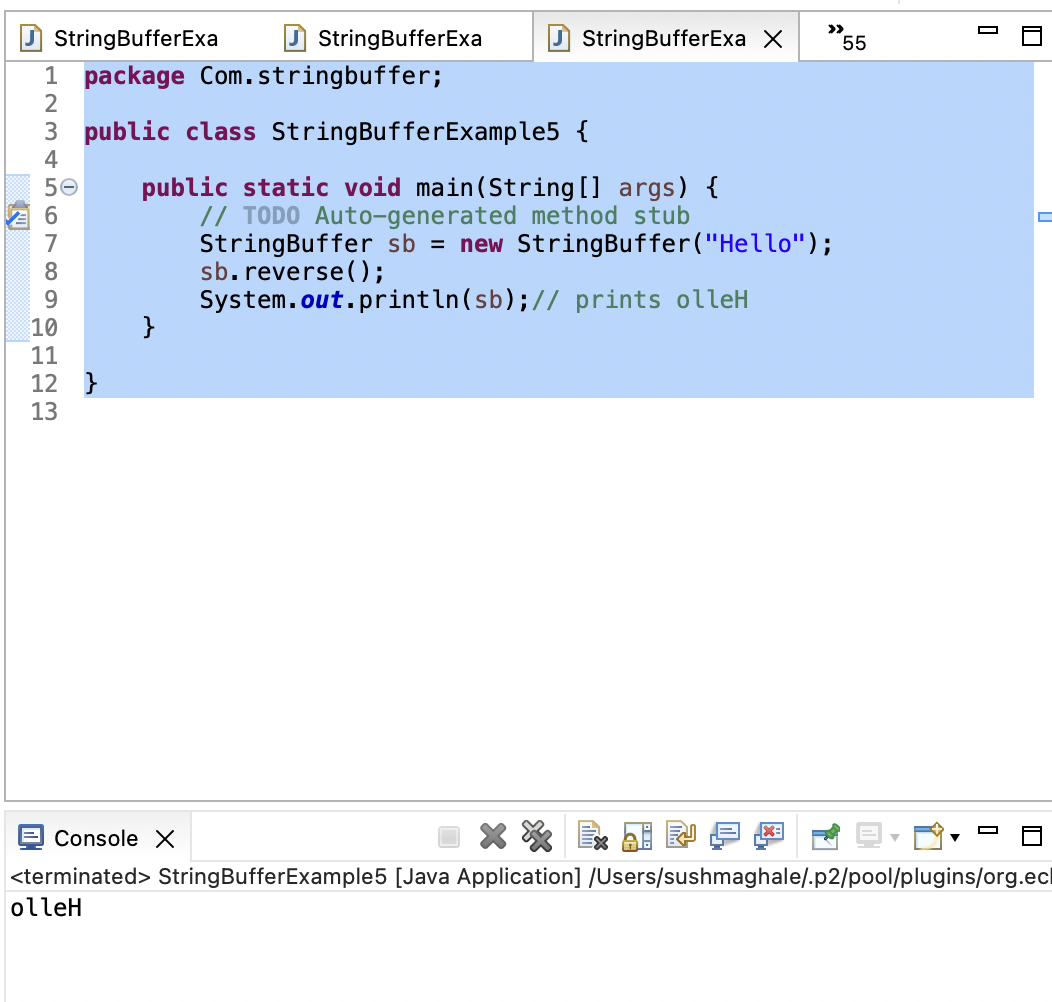 StringBufferExa StringBufferExa StringBufferExa »55
1 package Com.stringbuffer;
2
3 public class StringBufferExample5 {
4
5 public static void main(String[] args) {
6 // TODO Auto-generated method stub
7 StringBuffer sb = new StringBuffer("Hello");
8 sb.reverse();
9 System.out.println(sb);// prints olleH
10 }
11
12 }
13
Console
<terminated> StringBufferExample5 [Java Application] /Users/sushmaghale/.p2/pool/plugins/org.ecl
olleH